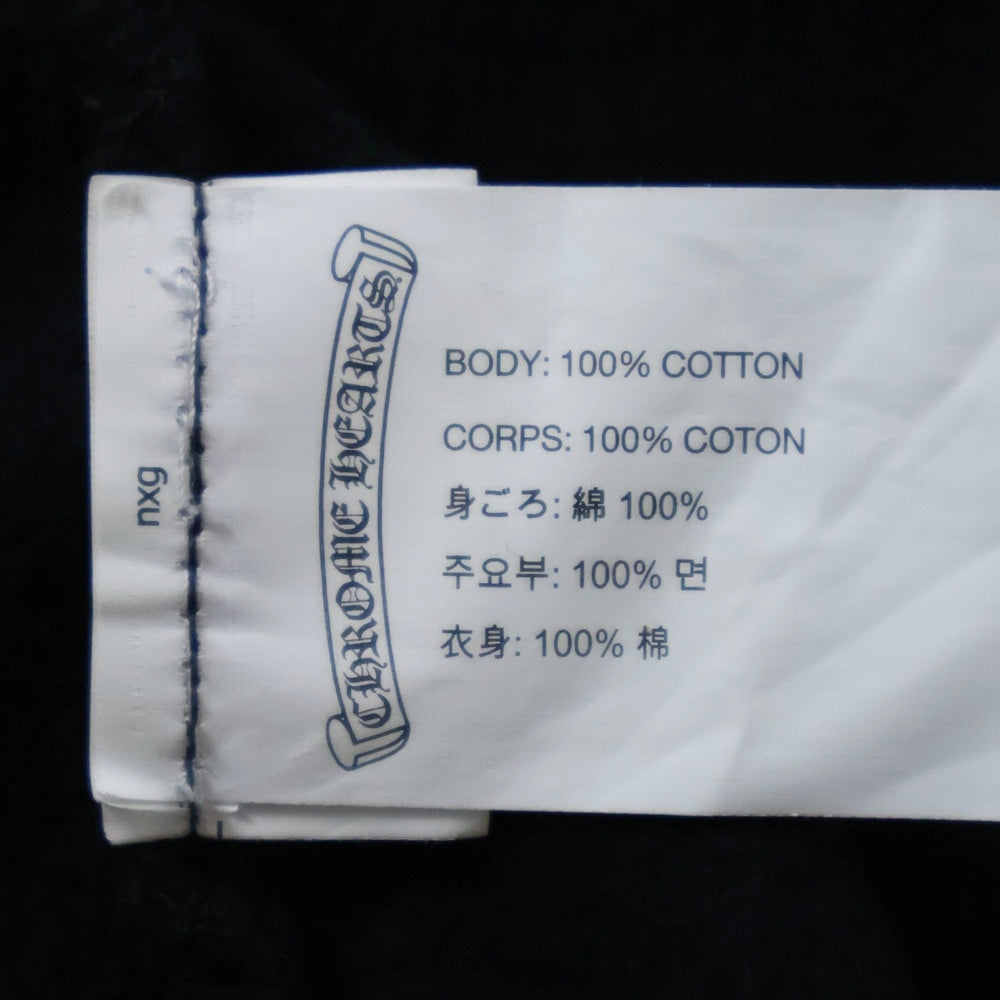 nxg
CHROME HEARTS
BODY: 100% COTTON
CORPS: 100% COTON
身ごろ: 綿 100%
주요부: 100% 면
衣身: 100% 棉